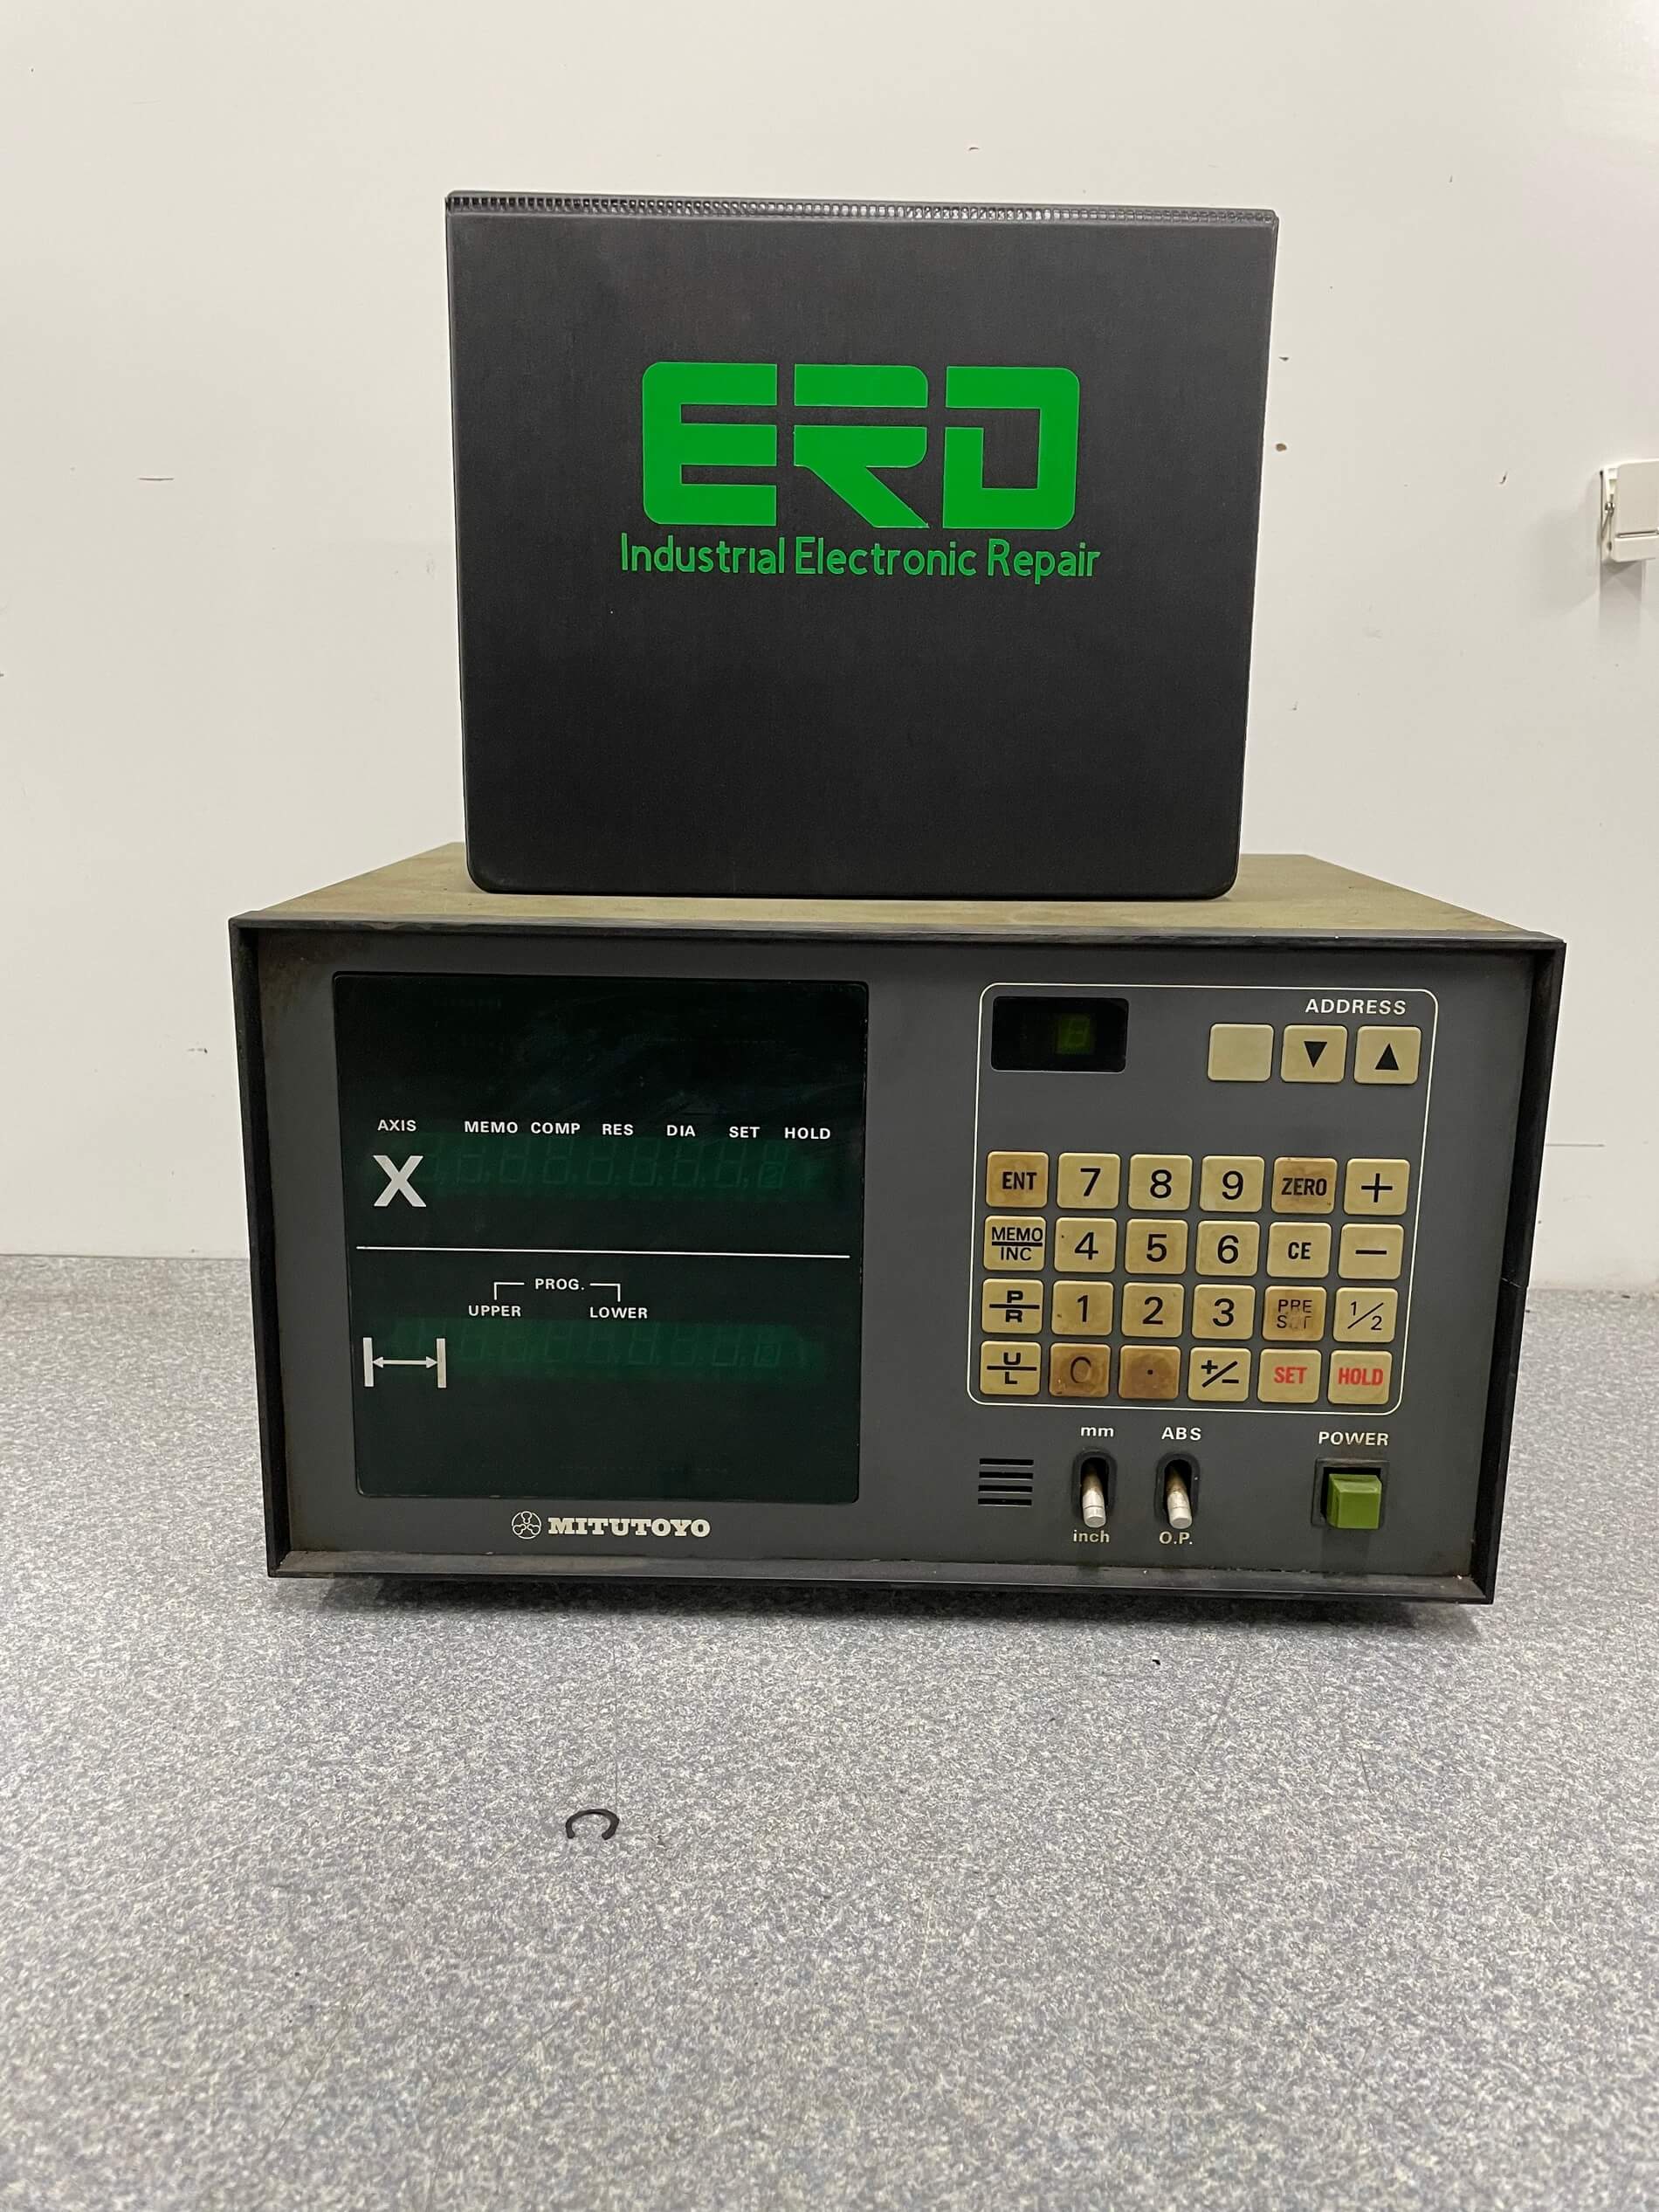 ERD
Industrial Electronic Repair
ADDRESS
▼ ▲
AXIS MEMO COMP RES DIA SET HOLD
X
PROG.
UPPER LOWER
ENT 7 8 9 ZERO +
MEMO/INC 4 5 6 CE −
P/R 1 2 3 PRE SET 1/2
U/L 0 . +/− SET HOLD
mm ABS POWER
inch O.P.
MITUTOYO